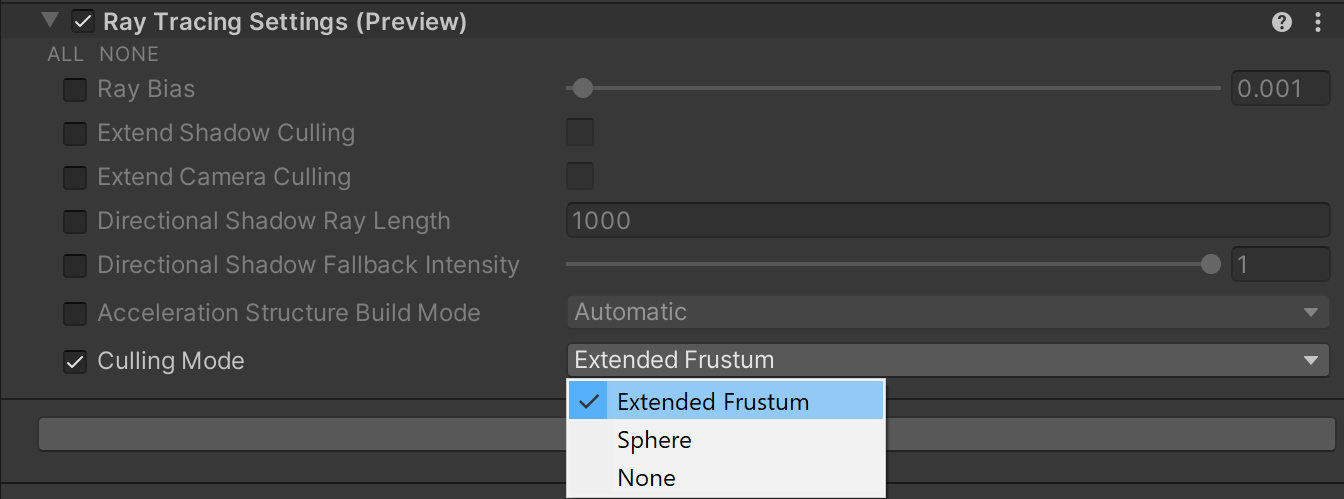 Ray Tracing Settings (Preview)
ALL NONE
Ray Bias 0.001
Extend Shadow Culling
Extend Camera Culling
Directional Shadow Ray Length 1000
Directional Shadow Fallback Intensity 1
Acceleration Structure Build Mode Automatic
Culling Mode Extended Frustum
Extended Frustum
Sphere
None